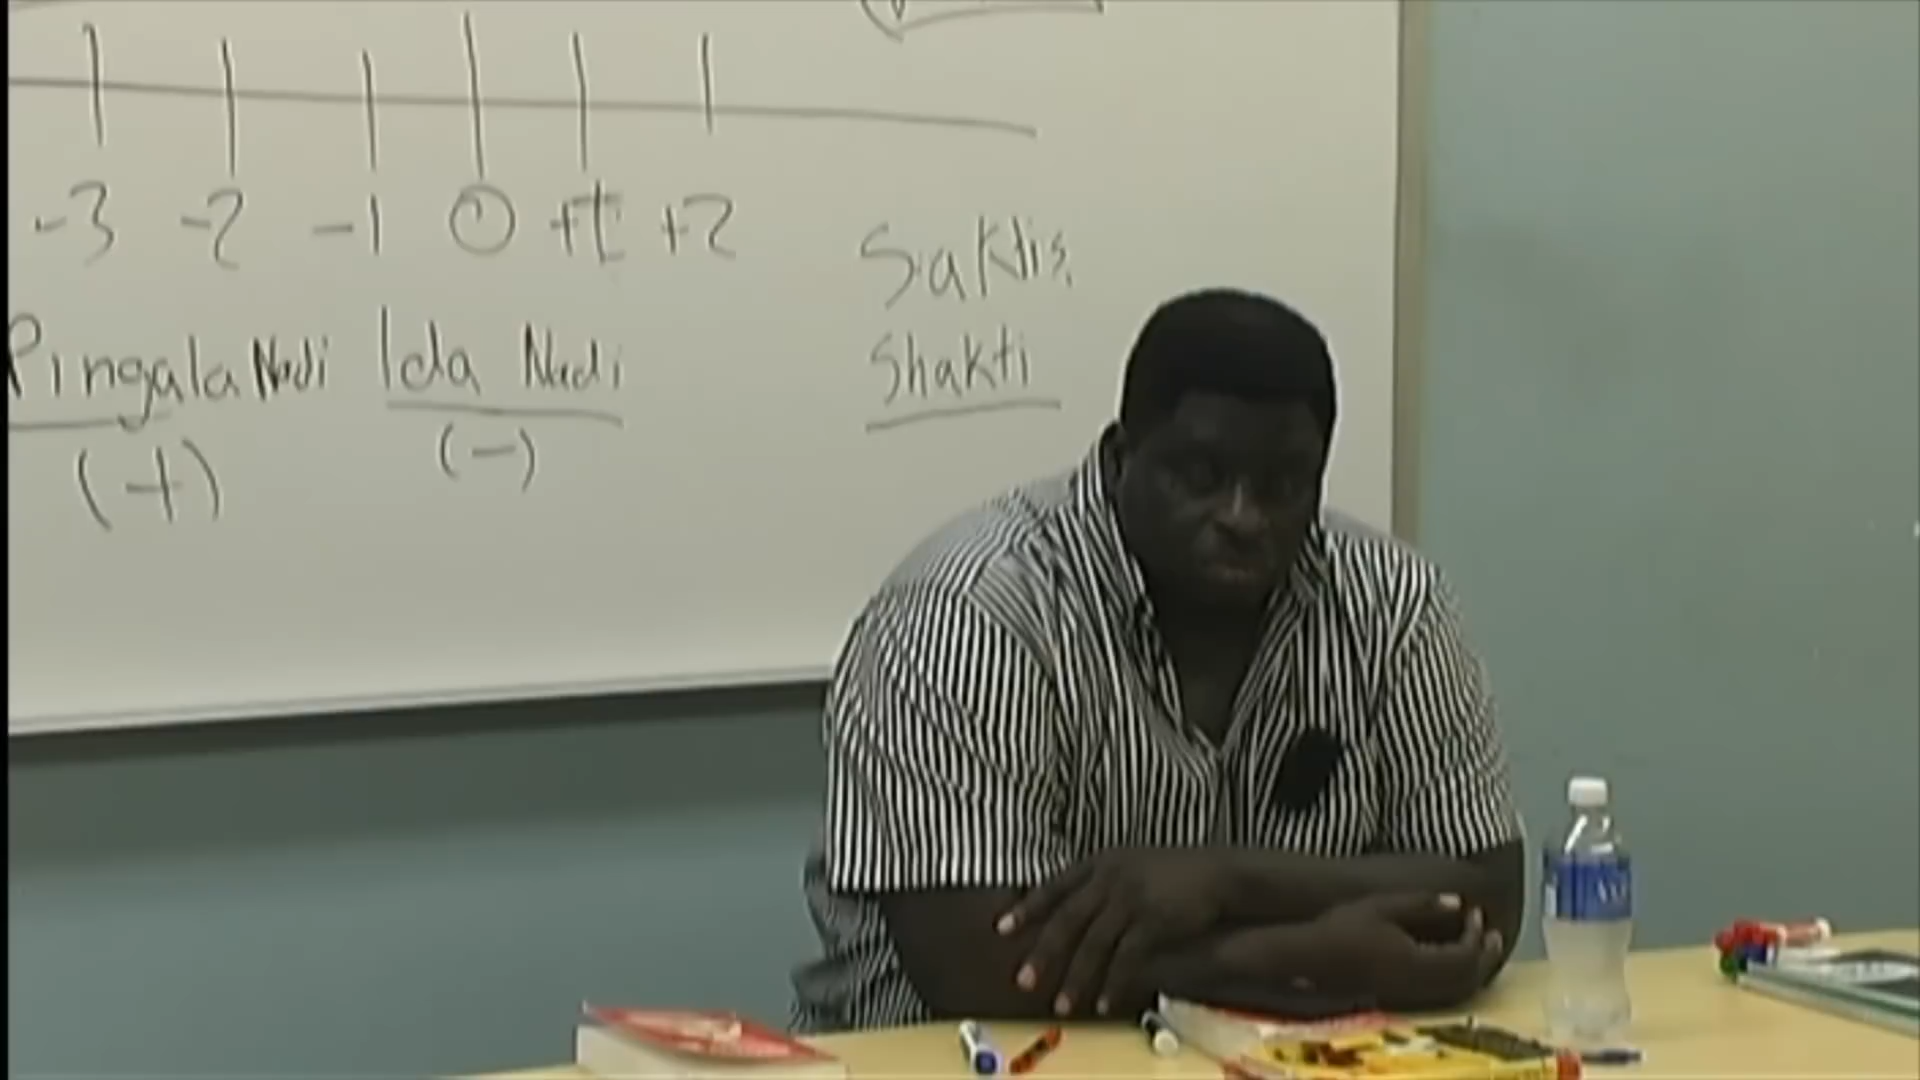 -3 -2 -1 0 +1 +2
Saktis
Pingala Nadi Ida Nadi Shakti
(+) (-)